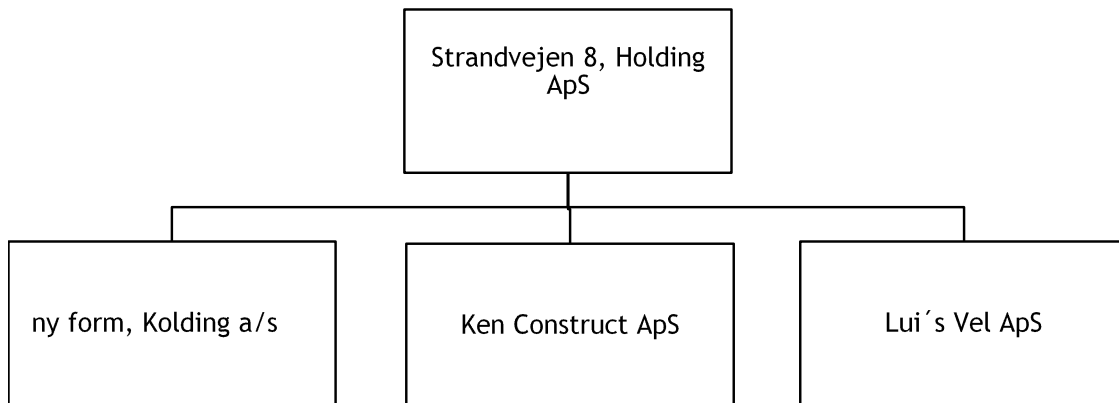 Strandvejen 8, Holding
ApS
ny form, Kolding a/s
Ken Construct ApS
Lui´s Vel ApS